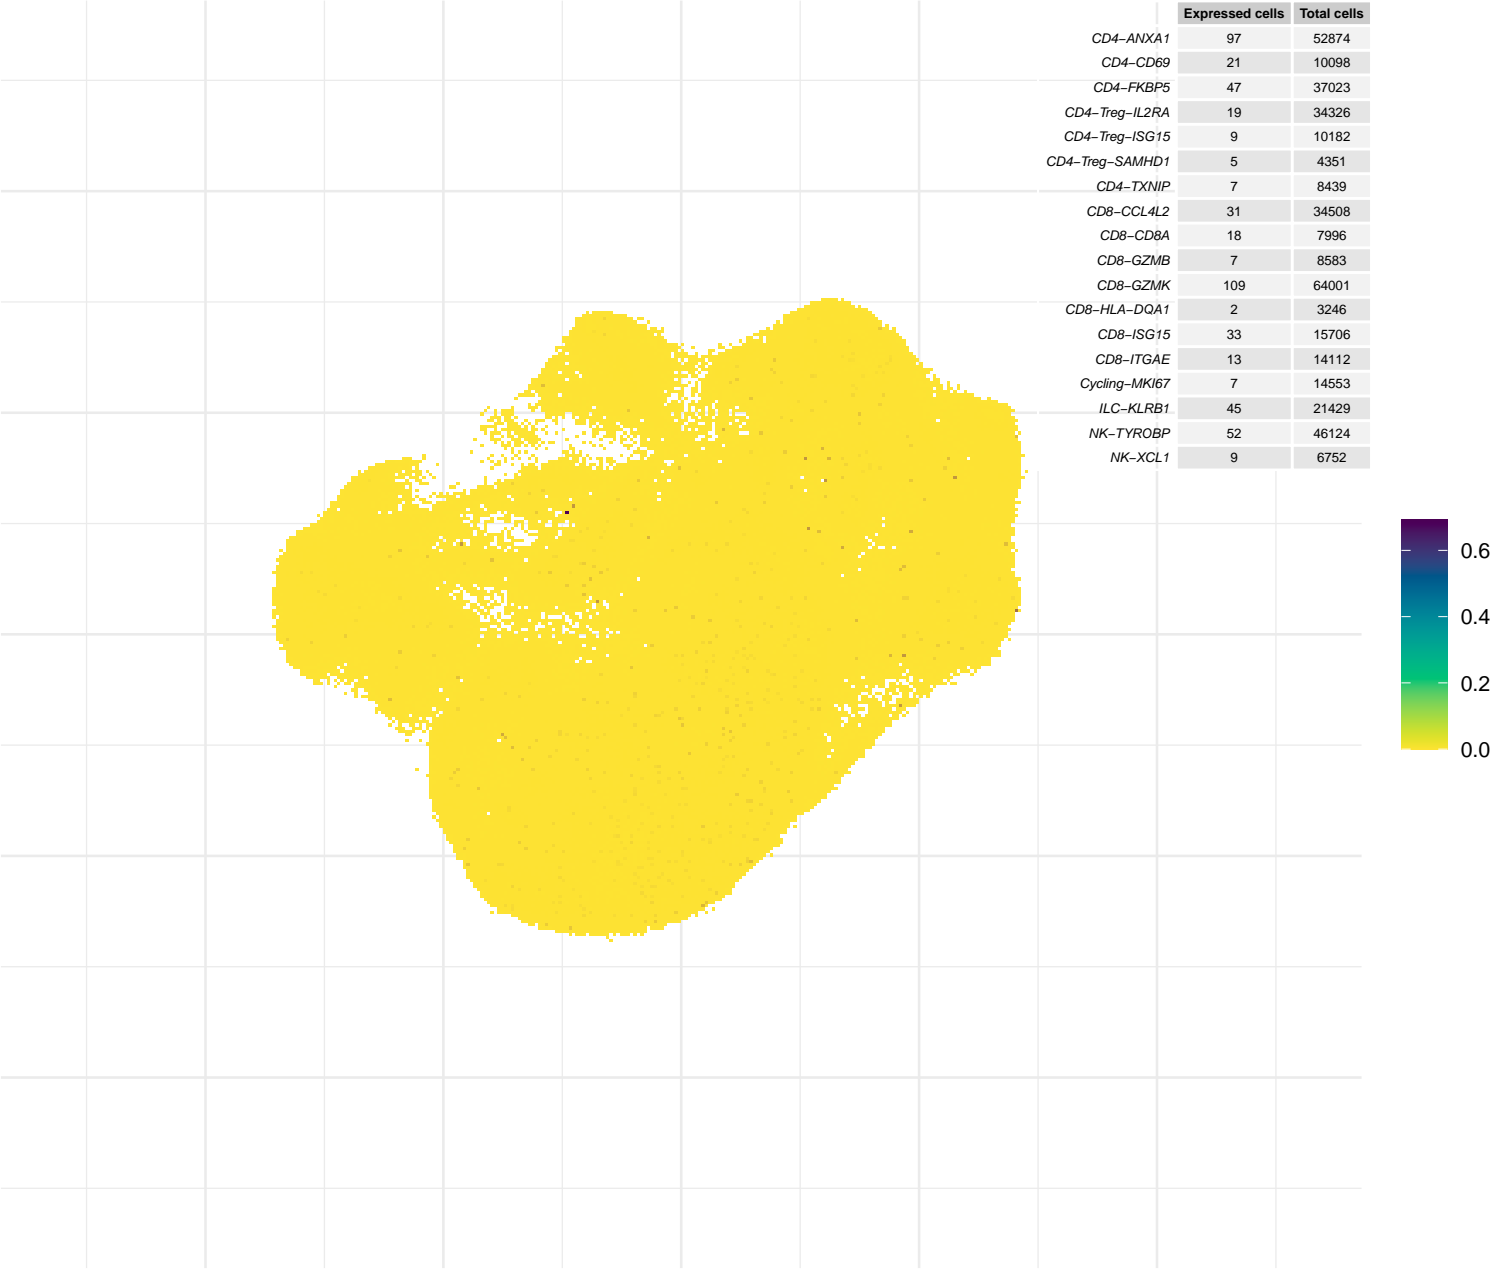 Expressed cells Total cells
CD4−ANXA1 97 52874
CD4−CD69 21 10098
CD4−FKBP5 47 37023
CD4−Treg−IL2RA 19 34326
CD4−Treg−ISG15 9 10182
CD4−Treg−SAMHD1 5 4351
CD4−TXNIP 7 8439
CD8−CCL4L2 31 34508
CD8−CD8A 18 7996
CD8−GZMB 7 8583
CD8−GZMK 109 64001
CD8−HLA−DQA1 2 3246
CD8−ISG15 33 15706
CD8−ITGAE 13 14112
Cycling−MKI67 7 14553
ILC−KLRB1 45 21429
NK−TYROBP 52 46124
NK−XCL1 9 6752
0.6
0.4
0.2
0.0